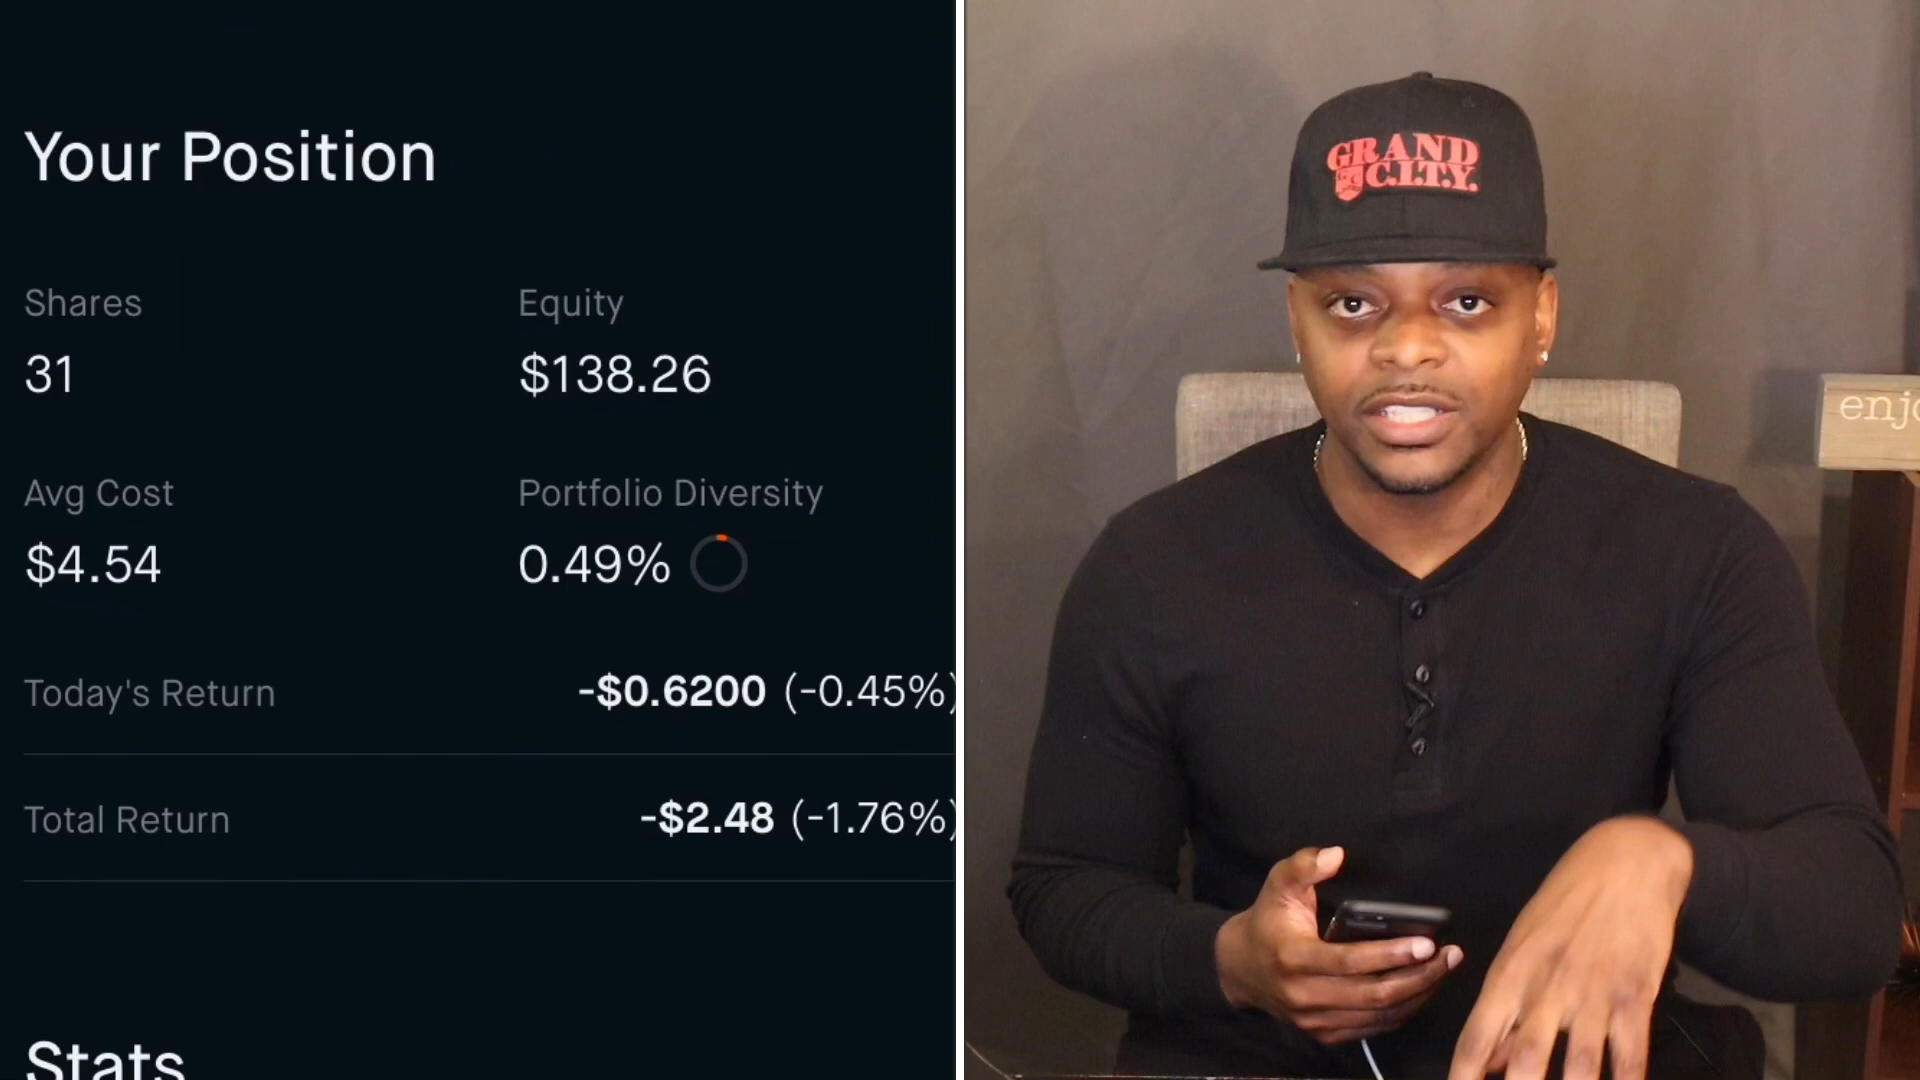 Your Position
Shares
Equity
31
$138.26
Avg Cost
Portfolio Diversity
$4.54
0.49%
Today's Return
-$0.6200 (-0.45%)
Total Return
-$2.48 (-1.76%)
Stats
GRAND
C.I.T.Y.